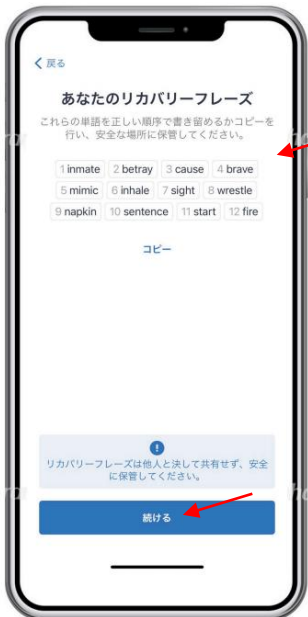 戻る
あなたのリカバリーフレーズ
これらの単語を正しい順序で書き留めるかコピーを
行い、安全な場所に保管してください。
1 inmate 2 betray 3 cause 4 brave
5 mimic 6 inhale 7 sight 8 wrestle
9 napkin 10 sentence 11 start 12 fire
コピー
リカバリーフレーズは他人と決して共有せず、安全
に保管してください。
続ける